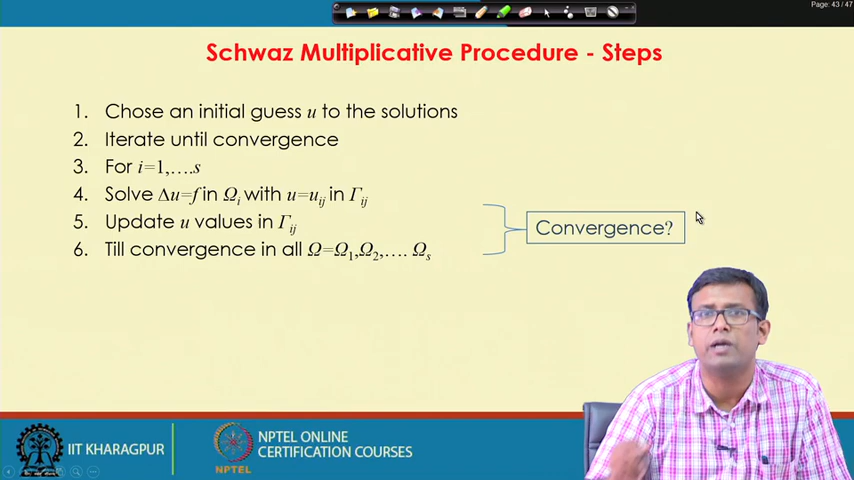 Page: 43 / 47
Schwaz Multiplicative Procedure - Steps
1. Chose an initial guess u to the solutions
2. Iterate until convergence
3. For i=1,....s
4. Solve Δu=f in Ωi with u=uij in Γij
5. Update u values in Γij
6. Till convergence in all Ω=Ω1,Ω2,.... Ωs
Convergence?
IIT KHARAGPUR
NPTEL
NPTEL ONLINE
CERTIFICATION COURSES